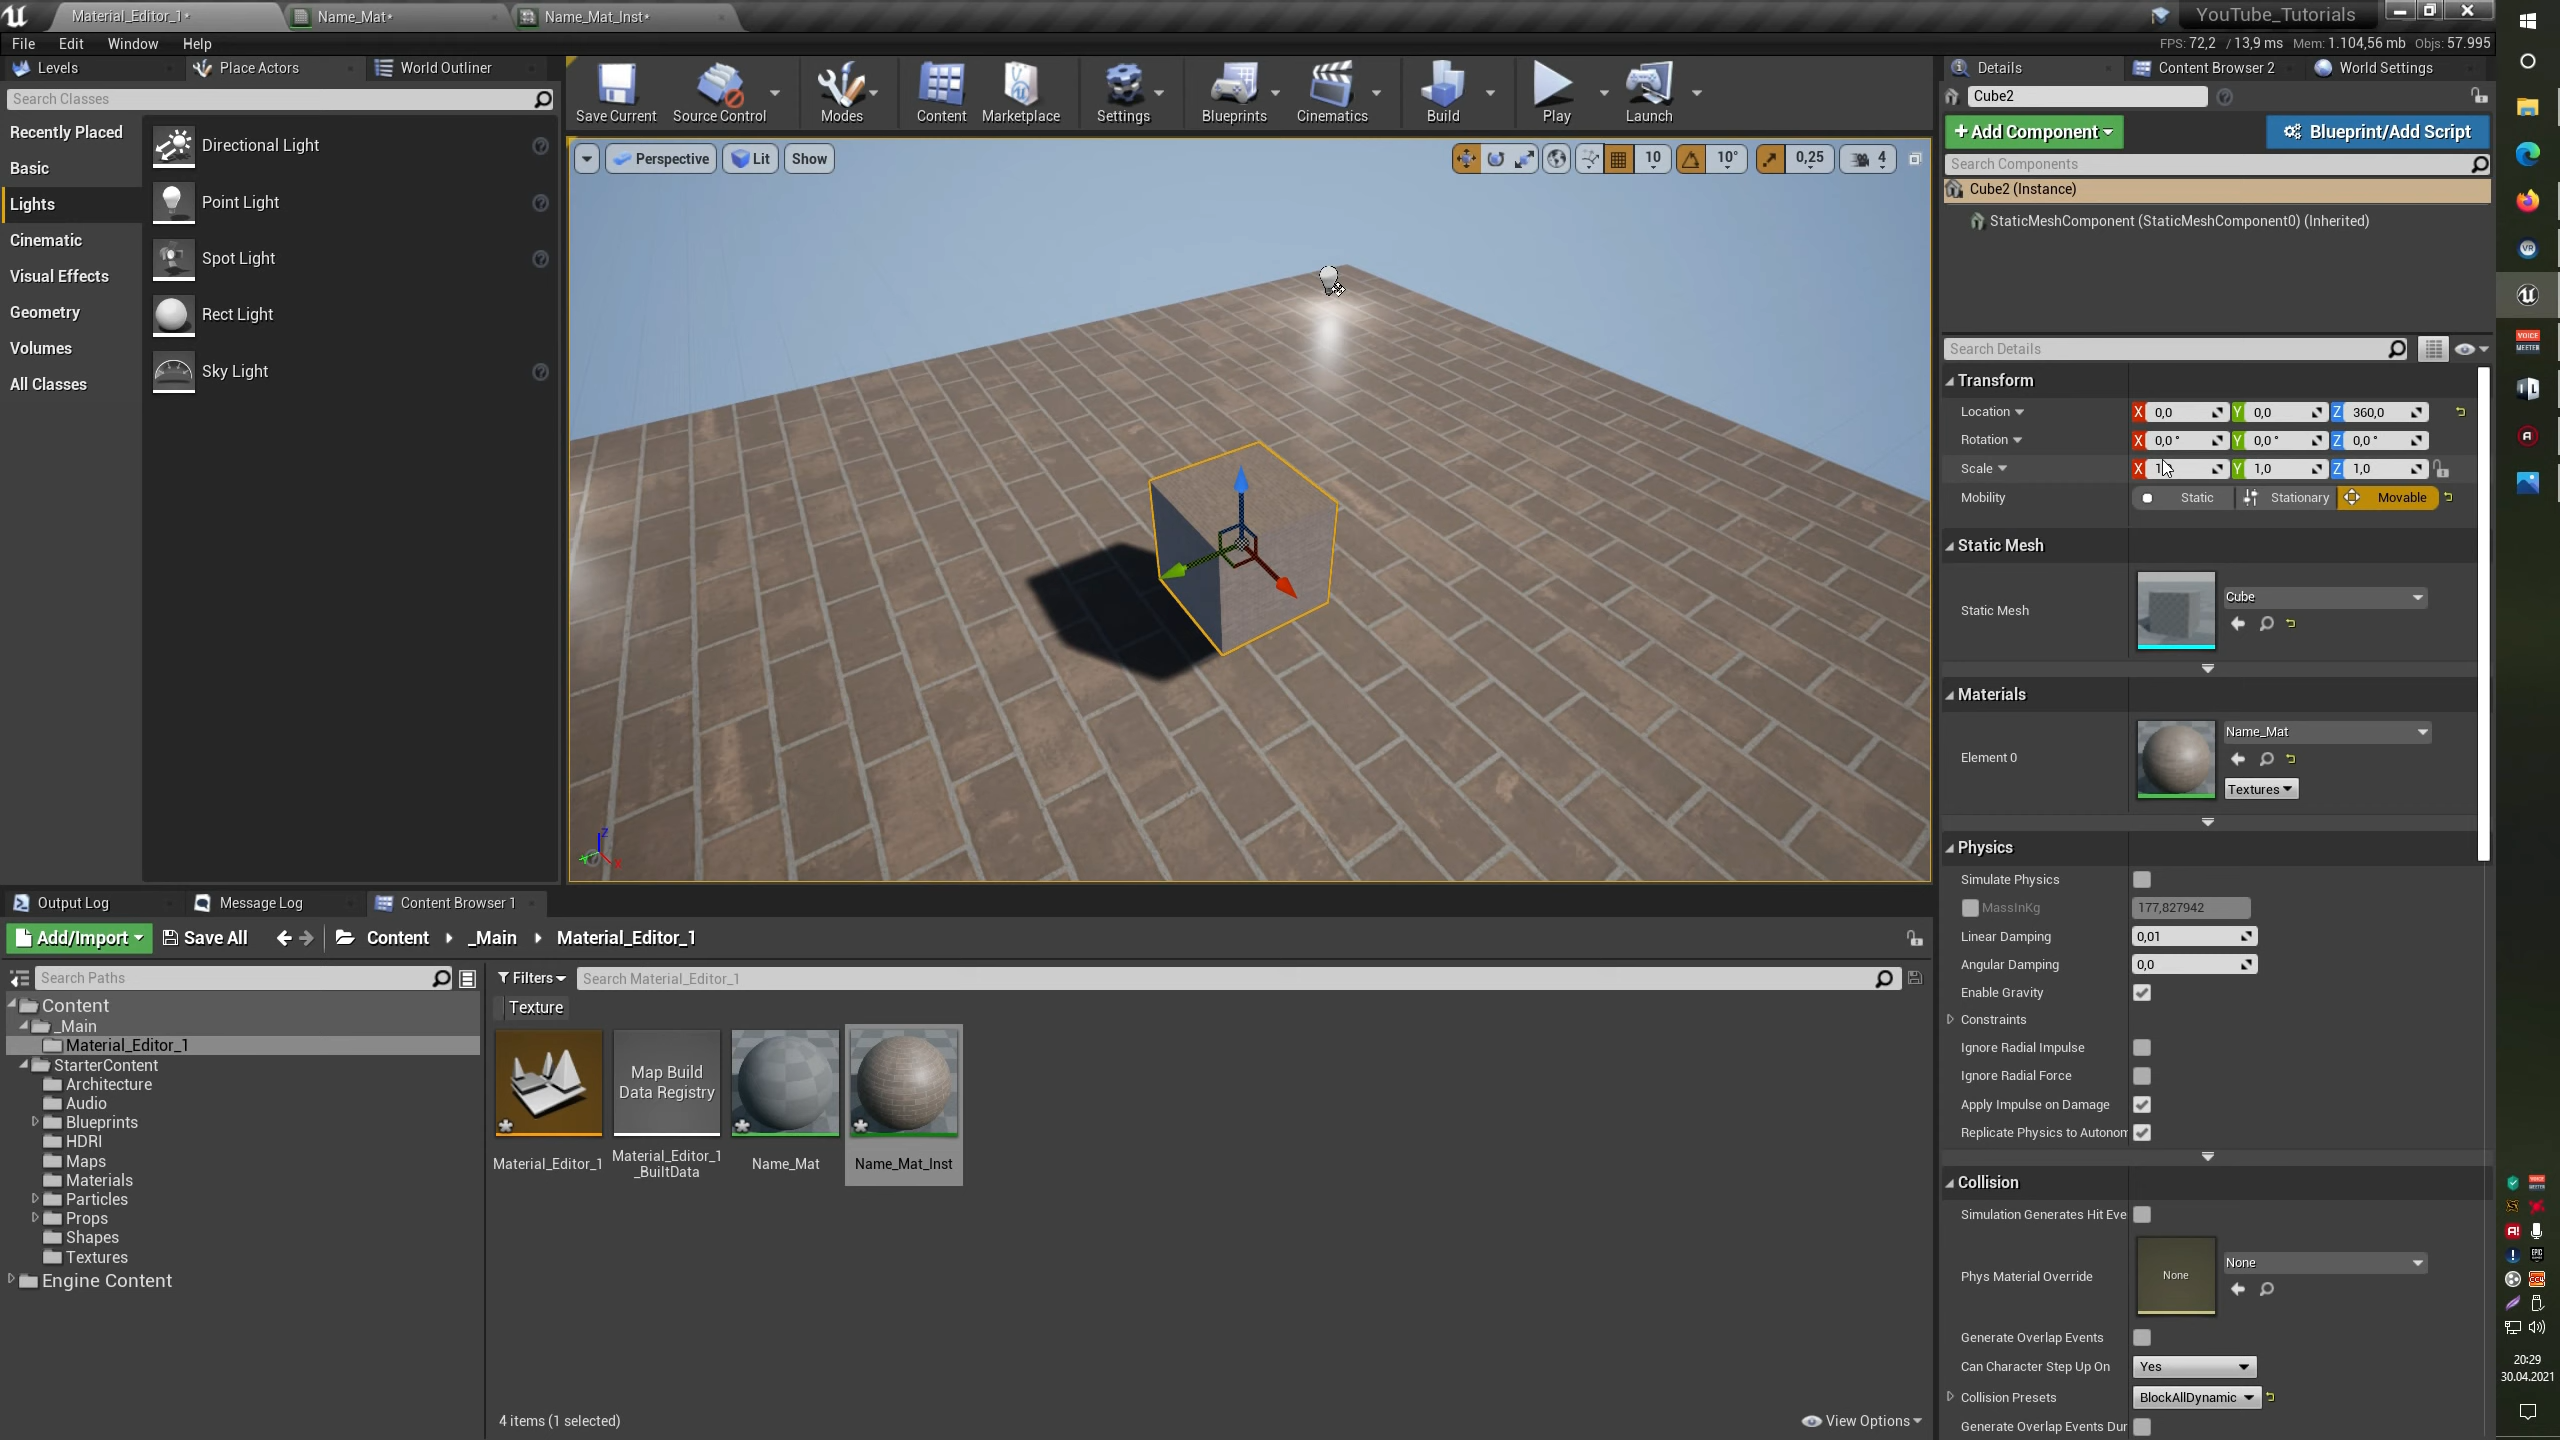 Material_Editor_1*
Name_Mat*
Name_Mat_Inst*
YouTube_Tutorials
File Edit Window Help
FPS: 72,2 / 13,9 ms Mem: 1.104,56 mb Objs: 57.995
Levels
Place Actors
World Outliner
Search Classes
Recently Placed
Basic
Lights
Cinematic
Visual Effects
Geometry
Volumes
All Classes
Directional Light
Point Light
Spot Light
Rect Light
Sky Light
Save Current
Source Control
Modes
Content
Marketplace
Settings
Blueprints
Cinematics
Build
Play
Launch
Perspective
Lit
Show
10
10°
0,25
4
Z
X
Details
Content Browser 2
World Settings
Cube2
+Add Component
Blueprint/Add Script
Search Components
Cube2 (Instance)
StaticMeshComponent (StaticMeshComponent0) (Inherited)
Search Details
Transform
Location X 0,0 Y 0,0 Z 360,0
Rotation X 0,0 ° Y 0,0 ° Z 0,0 °
Scale X Y 1,0 Z 1,0
Mobility Static Stationary Movable
Static Mesh
Static Mesh
Cube
Materials
Element 0
Name_Mat
Textures
Physics
Simulate Physics
MassInKg 177,827942
Linear Damping 0,01
Angular Damping 0,0
Enable Gravity
Constraints
Ignore Radial Impulse
Ignore Radial Force
Apply Impulse on Damage
Replicate Physics to Autonom
Collision
Simulation Generates Hit Eve
Phys Material Override
None
None
Generate Overlap Events
Can Character Step Up On Yes
Collision Presets BlockAllDynamic
Generate Overlap Events Dur
Output Log
Message Log
Content Browser 1
Add/Import
Save All
Content _Main Material_Editor_1
Search Paths
Content
_Main
Material_Editor_1
StarterContent
Architecture
Audio
Blueprints
HDRI
Maps
Materials
Particles
Props
Shapes
Textures
Engine Content
Filters
Search Material_Editor_1
Texture
Map Build
Data Registry
Material_Editor_1
Material_Editor_1
_BuiltData
Name_Mat
Name_Mat_Inst
4 items (1 selected)
View Options
VR
VOICE
MEETER
20:29
30.04.2021